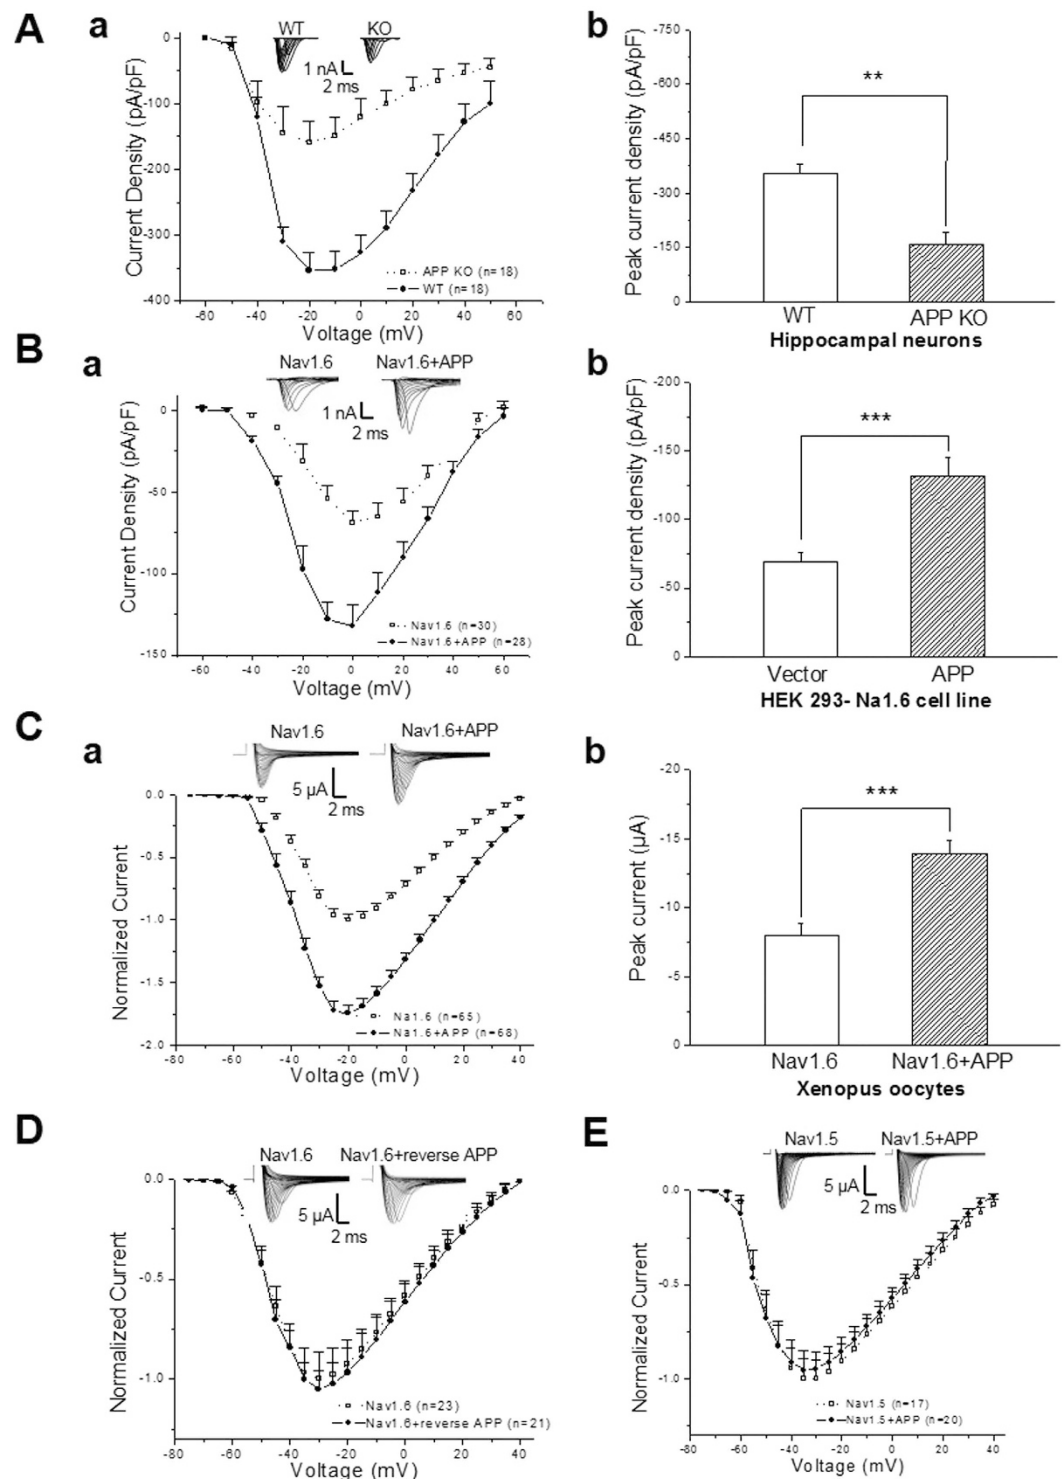 A
a
WT
KO
1 nA
2 ms
0
-100
-200
-300
-400
Current Density (pA/pF)
APP KO (n=18)
WT (n=18)
-60
-40
-20
0
20
40
60
Voltage (mV)
b
-750
-600
-450
-300
-150
0
Peak current density (pA/pF)
**
WT
APP KO
Hippocampal neurons
B
a
Nav1.6
Nav1.6+APP
1 nA
2 ms
0
-50
-100
-150
Current Density (pA/pF)
Nav1.6 (n=30)
Nav1.6+APP (n=28)
-60
-40
-20
0
20
40
60
Voltage (mV)
b
-200
-150
-100
-50
0
Peak current density (pA/pF)
***
Vector
APP
HEK 293- Na1.6 cell line
C
a
Nav1.6
Nav1.6+APP
5 µA
2 ms
0.0
-0.5
-1.0
-1.5
-2.0
Normalized Current
Na1.6 (n=65)
Na1.6+APP (n=68)
-80
-60
-40
-20
0
20
40
Voltage (mV)
b
-20
-15
-10
-5
0
Peak current (µA)
***
Nav1.6
Nav1.6+APP
Xenopus oocytes
D
Nav1.6
Nav1.6+reverse APP
5 µA
2 ms
0.0
-0.5
-1.0
Normalized Current
Nav1.6 (n=23)
Nav1.6+reverse APP (n=21)
-80
-60
-40
-20
0
20
40
Voltage (mV)
E
Nav1.5
Nav1.5+APP
5 µA
2 ms
0.0
-0.5
-1.0
Normalized Current
Nav1.5 (n=17)
Nav1.5+APP (n=20)
-80
-60
-40
-20
0
20
40
Voltage (mV)